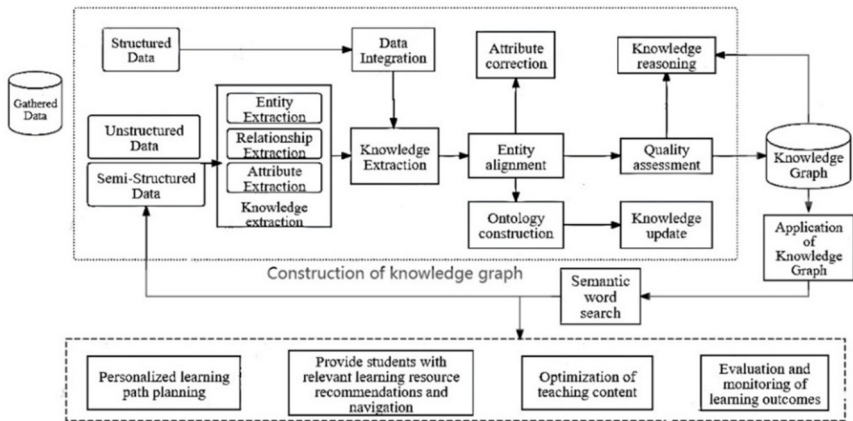 Structured
Data
Data
Integration
Attribute
correction
Knowledge
reasoning
Gathered
Data
Entity
Extraction
Unstructured Data
Relationship
Extraction
Knowledge
Extraction
Entity
alignment
Quality
assessment
Knowledge
Graph
Semi-Structured
Data
Attribute
Extraction
Knowledge
extraction
Ontology
construction
Knowledge
update
Application
of
Knowledge
Graph
Construction of knowledge graph
Semantic
word
search
Personalized learning
path planning
Provide students with
relevant learning resource
recommendations and
navigation
Optimization of
teaching content
Evaluation and
monitoring of
learning outcomes